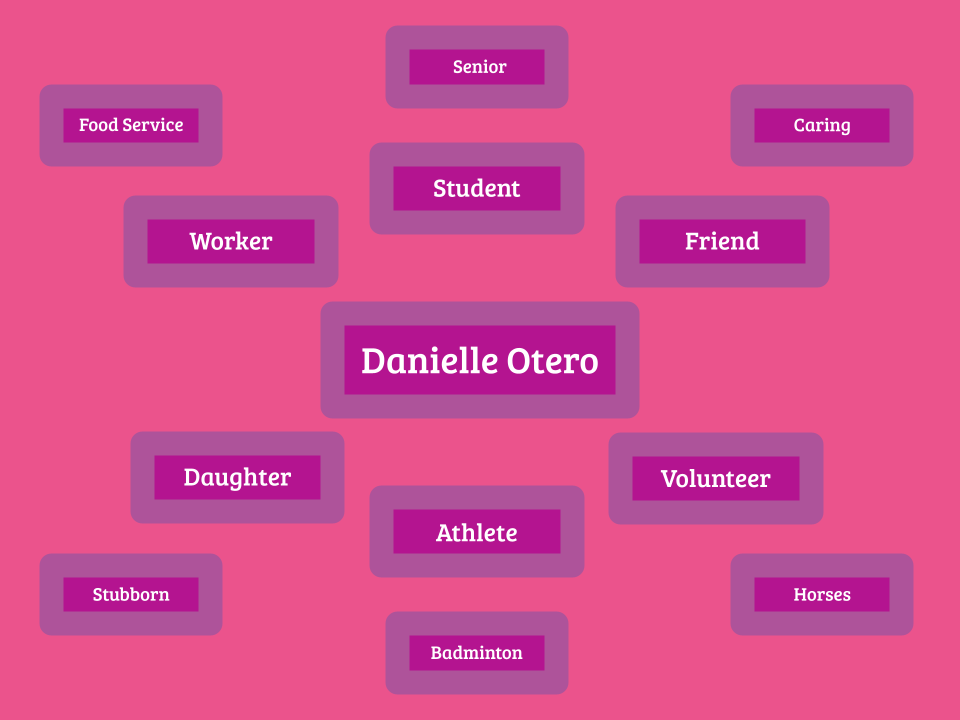 Senior
Food Service
Caring
Student
Worker
Friend
Danielle Otero
Daughter
Volunteer
Athlete
Stubborn
Horses
Badminton